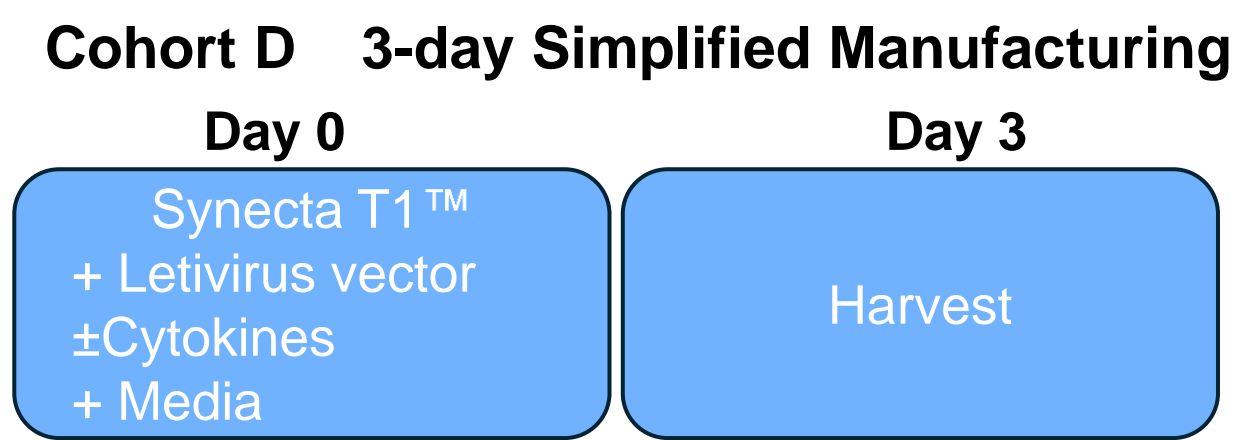 Cohort D 3-day Simplified Manufacturing
Day 0
Day 3
Synecta T1™
+ Letivirus vector
±Cytokines
+ Media
Harvest